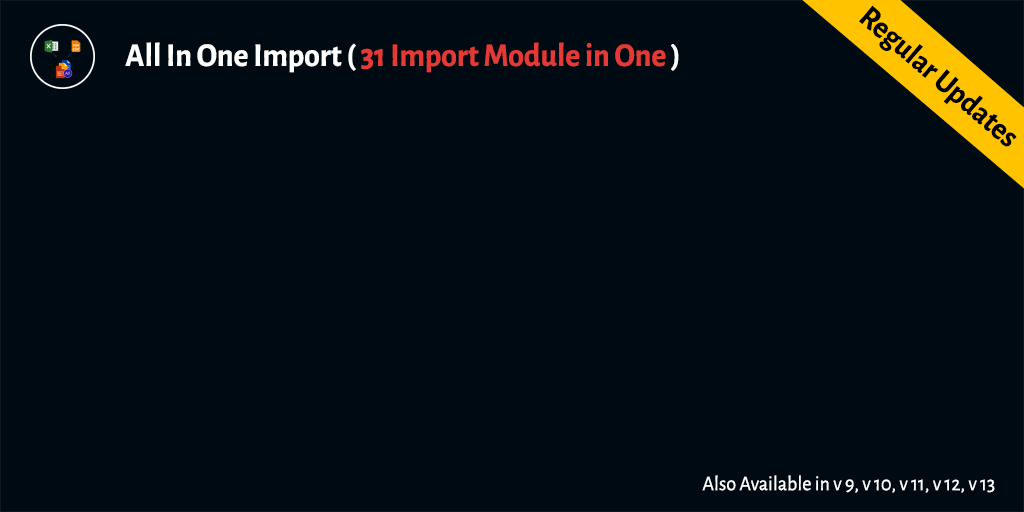 All In One Import ( 31 Import Module in One )
Regular Updates
Also Available in v 9, v 10, v 11, v 12, v 13